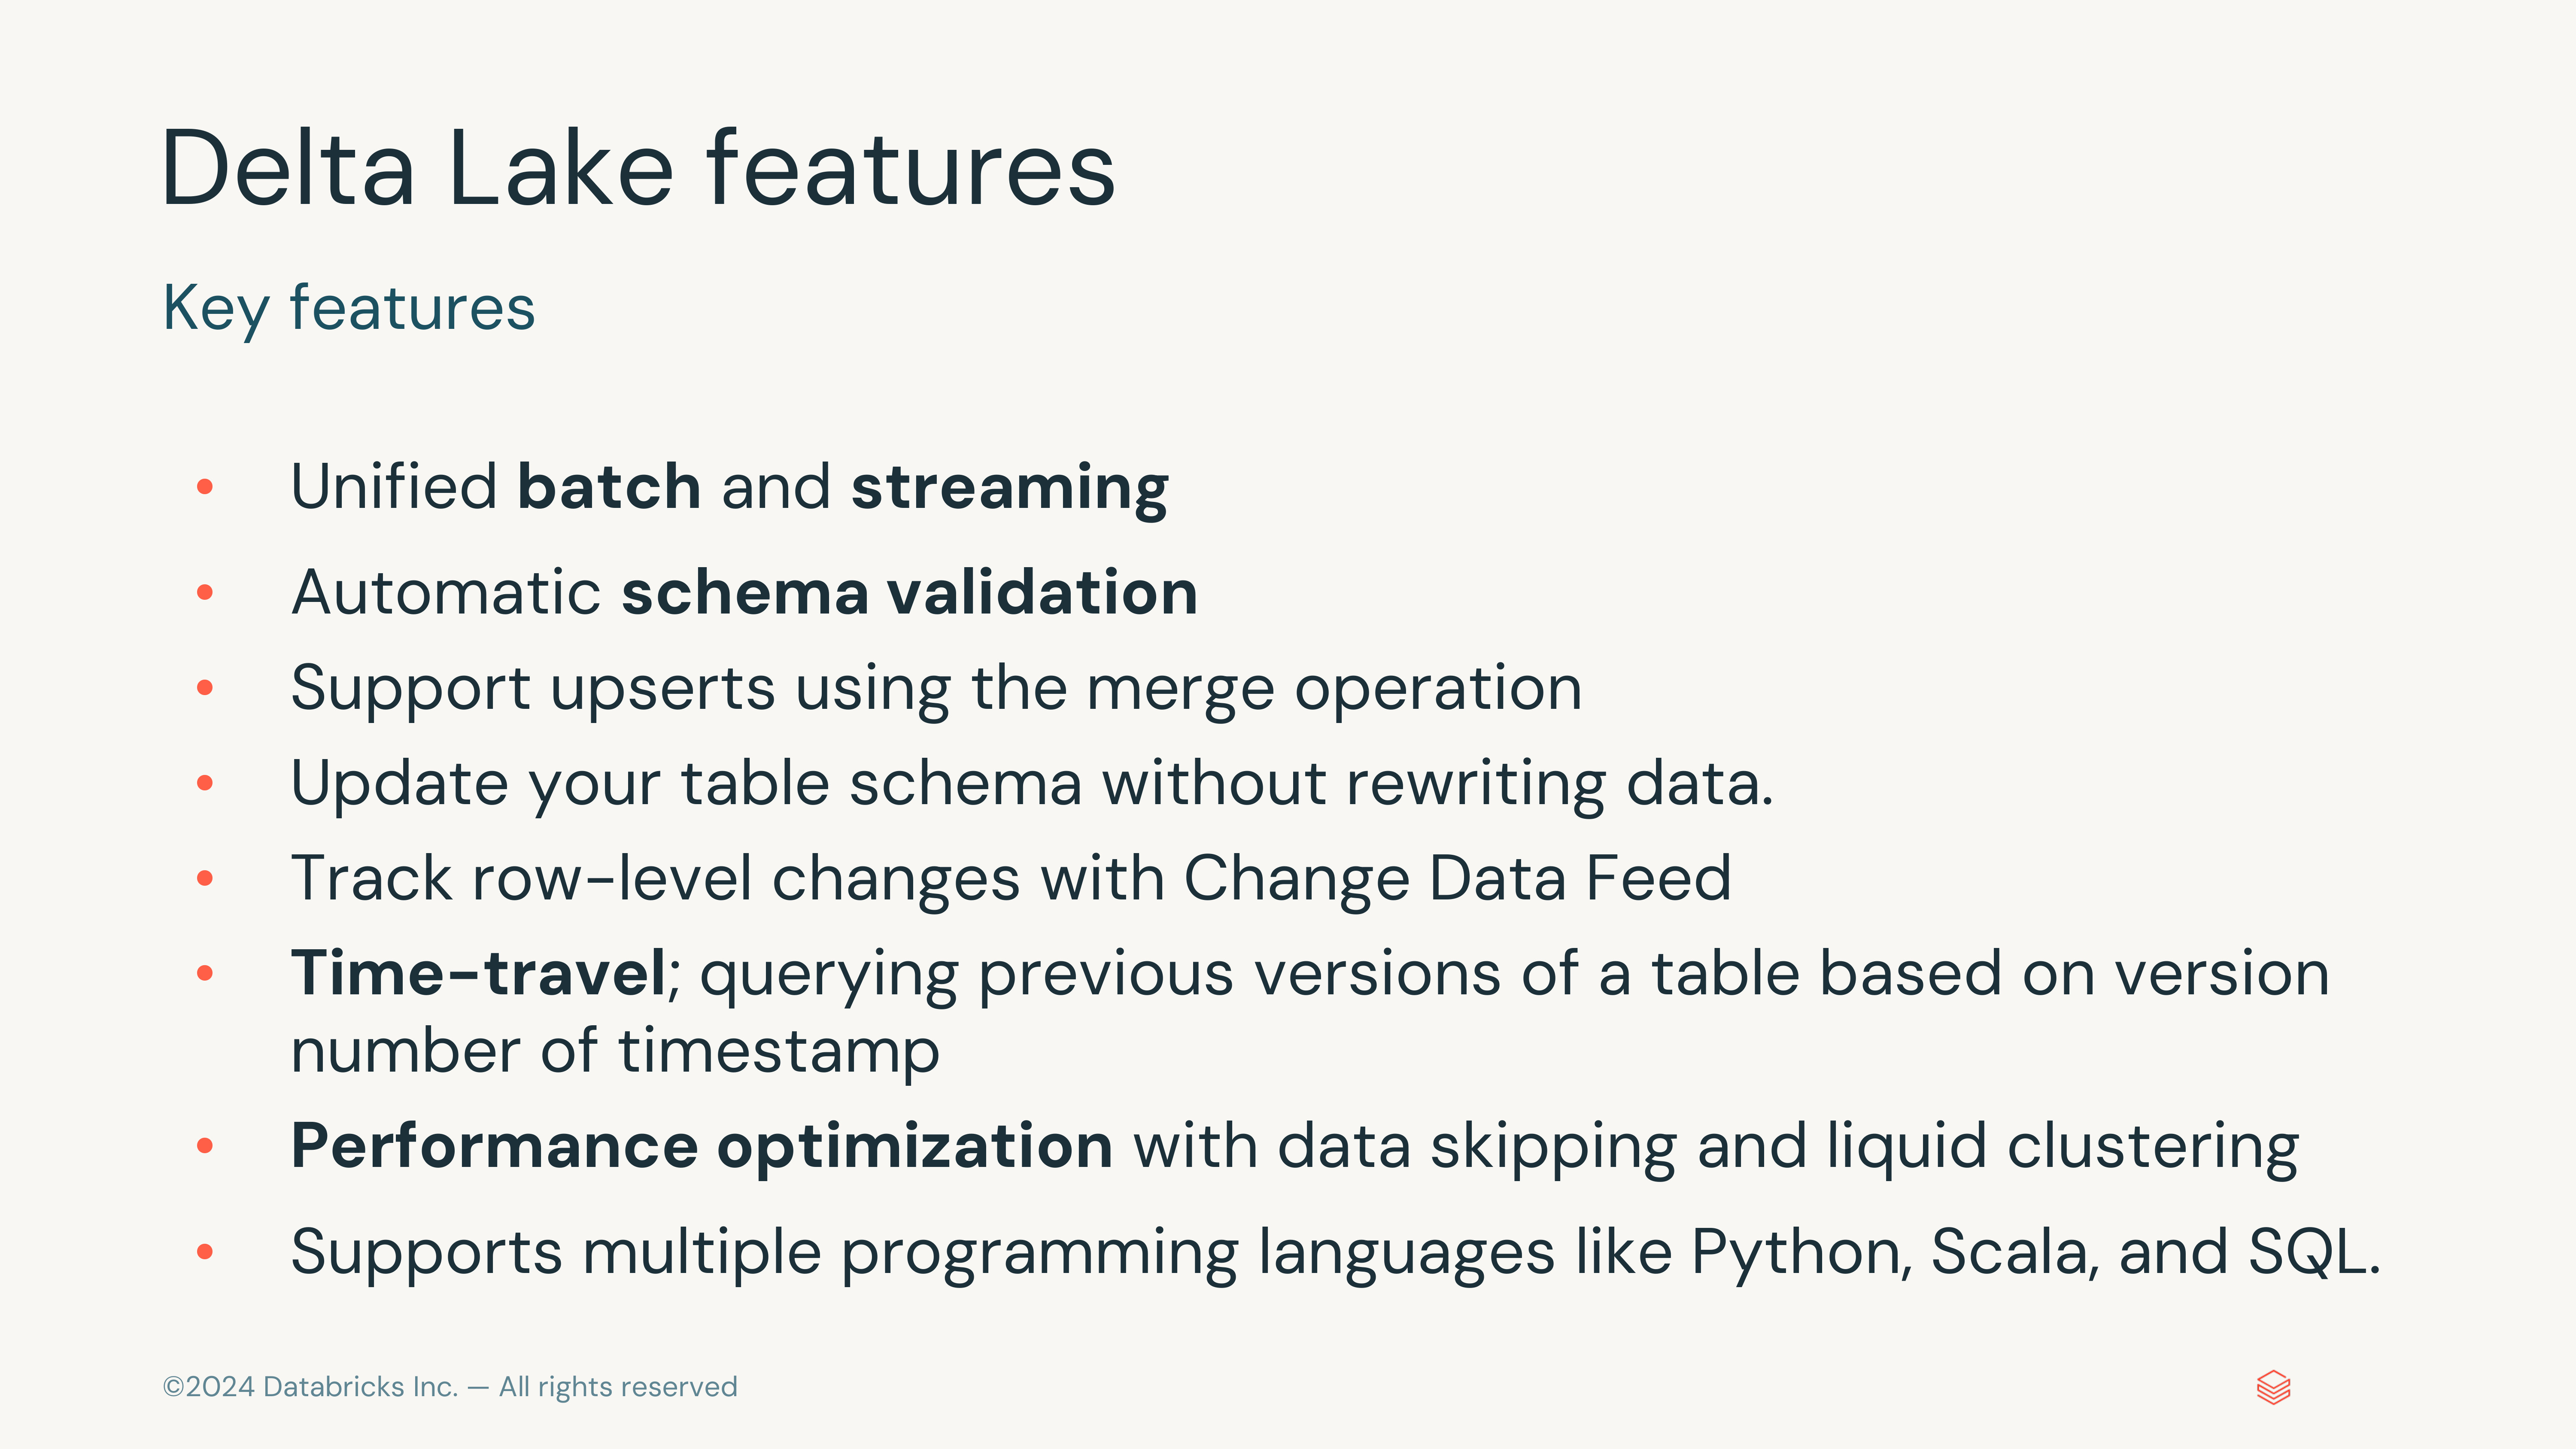 Delta Lake features
Key features
• Unified batch and streaming
• Automatic schema validation
• Support upserts using the merge operation
• Update your table schema without rewriting data.
• Track row-level changes with Change Data Feed
• Time-travel; querying previous versions of a table based on version
number of timestamp
• Performance optimization with data skipping and liquid clustering
• Supports multiple programming languages like Python, Scala, and SQL.
©2024 Databricks Inc. — All rights reserved